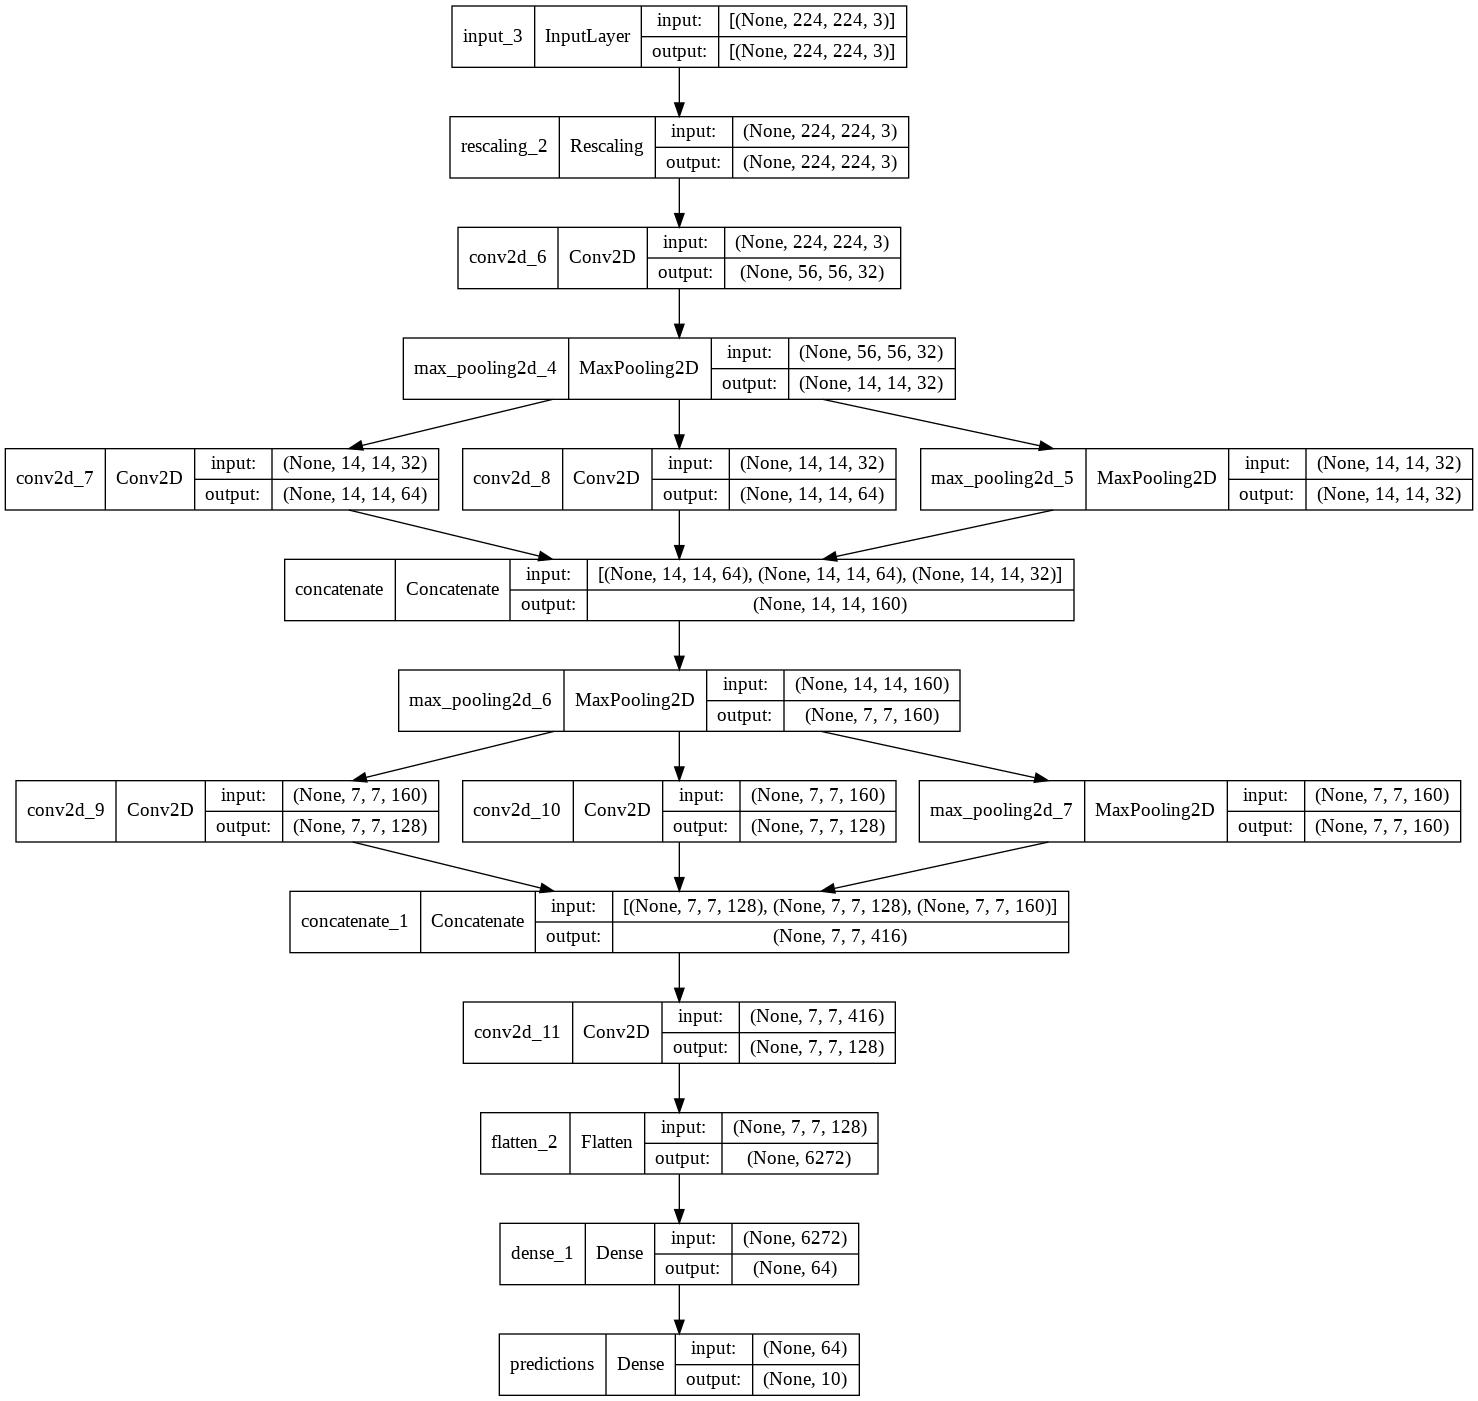 input_3 InputLayer input: [(None, 224, 224, 3)]
output: [(None, 224, 224, 3)]
rescaling_2 Rescaling input: (None, 224, 224, 3)
output: (None, 224, 224, 3)
conv2d_6 Conv2D input: (None, 224, 224, 3)
output: (None, 56, 56, 32)
max_pooling2d_4 MaxPooling2D input: (None, 56, 56, 32)
output: (None, 14, 14, 32)
conv2d_7 Conv2D input: (None, 14, 14, 32)
output: (None, 14, 14, 64)
conv2d_8 Conv2D input: (None, 14, 14, 32)
output: (None, 14, 14, 64)
max_pooling2d_5 MaxPooling2D input: (None, 14, 14, 32)
output: (None, 14, 14, 32)
concatenate Concatenate input: [(None, 14, 14, 64), (None, 14, 14, 64), (None, 14, 14, 32)]
output: (None, 14, 14, 160)
max_pooling2d_6 MaxPooling2D input: (None, 14, 14, 160)
output: (None, 7, 7, 160)
conv2d_9 Conv2D input: (None, 7, 7, 160)
output: (None, 7, 7, 128)
conv2d_10 Conv2D input: (None, 7, 7, 160)
output: (None, 7, 7, 128)
max_pooling2d_7 MaxPooling2D input: (None, 7, 7, 160)
output: (None, 7, 7, 160)
concatenate_1 Concatenate input: [(None, 7, 7, 128), (None, 7, 7, 128), (None, 7, 7, 160)]
output: (None, 7, 7, 416)
conv2d_11 Conv2D input: (None, 7, 7, 416)
output: (None, 7, 7, 128)
flatten_2 Flatten input: (None, 7, 7, 128)
output: (None, 6272)
dense_1 Dense input: (None, 6272)
output: (None, 64)
predictions Dense input: (None, 64)
output: (None, 10)